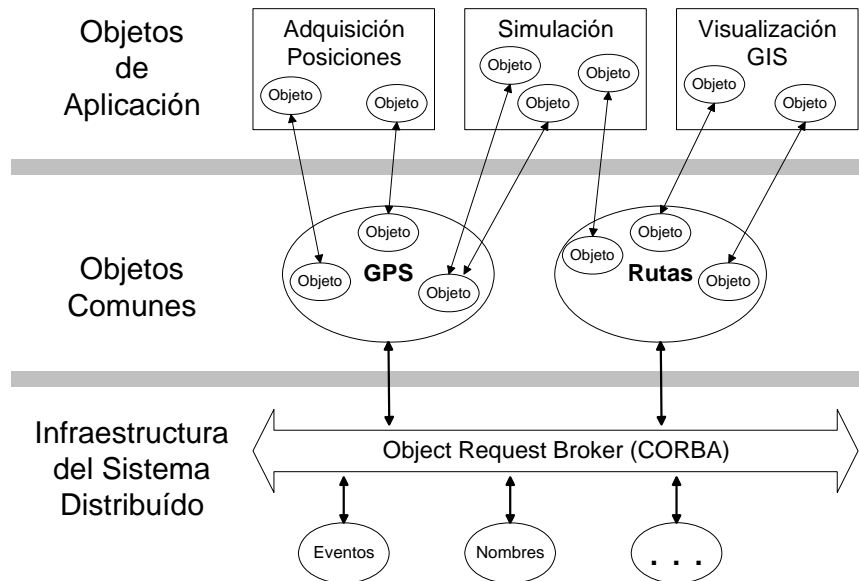 Objetos
de
Aplicación
Adquisición
Posiciones
Objeto
Objeto
Simulación
Objeto
Objeto
Objeto
Visualización
GIS
Objeto
Objeto
Objetos
Comunes
Objeto
GPS
Objeto
Objeto
Objeto
Objeto
Rutas
Objeto
Infraestructura
del Sistema
Distribuído
Object Request Broker (CORBA)
Eventos
Nombres
. . .